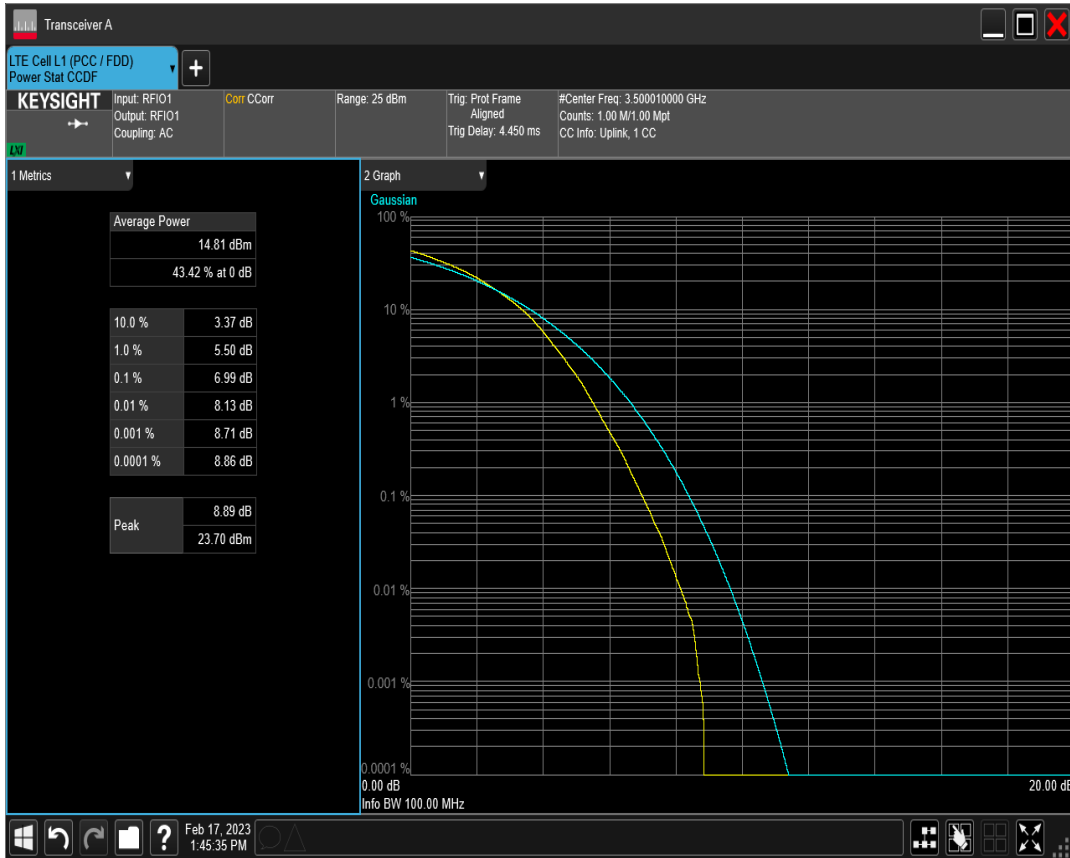 Transceiver A
LTE Cell L1 (PCC / FDD)
Power Stat CCDF
+
KEYSIGHT
LXI
Input: RFIO1
Output: RFIO1
Coupling: AC
Corr CCorr
Range: 25 dBm
Trig: Prot Frame
Aligned
Trig Delay: 4.450 ms
#Center Freq: 3.500010000 GHz
Counts: 1.00 M/1.00 Mpt
CC Info: Uplink, 1 CC
1 Metrics
Average Power
14.81 dBm
43.42 % at 0 dB
10.0 % 3.37 dB
1.0 % 5.50 dB
0.1 % 6.99 dB
0.01 % 8.13 dB
0.001 % 8.71 dB
0.0001 % 8.86 dB
Peak
8.89 dB
23.70 dBm
2 Graph
Gaussian
100 %
10 %
1 %
0.1 %
0.01 %
0.001 %
0.0001 %
0.00 dB 20.00 dB
Info BW 100.00 MHz
?
Feb 17, 2023
1:45:35 PM